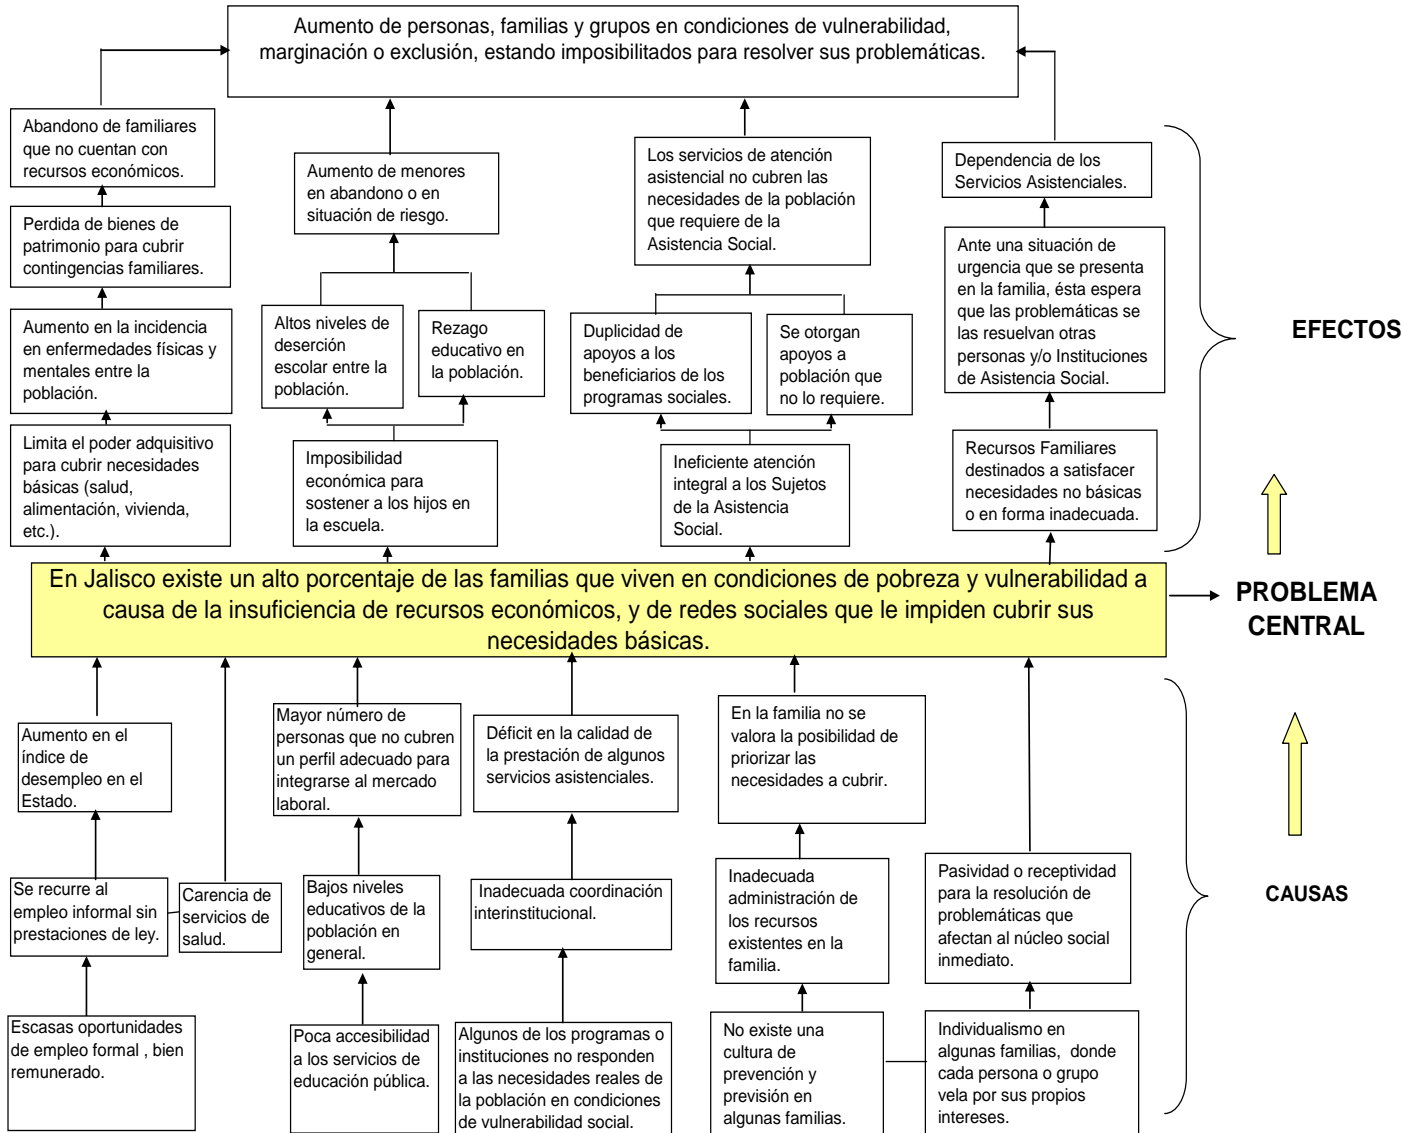 Aumento de personas, familias y grupos en condiciones de vulnerabilidad,
marginación o exclusión, estando imposibilitados para resolver sus problemáticas.
Abandono de familiares
que no cuentan con
recursos económicos.
Perdida de bienes de
patrimonio para cubrir
contingencias familiares.
Aumento en la incidencia
en enfermedades físicas y
mentales entre la
población.
Limita el poder adquisitivo
para cubrir necesidades
básicas (salud,
alimentación, vivienda,
etc.).
Aumento de menores
en abandono o en
situación de riesgo.
Altos niveles de
deserción
escolar entre la
población.
Rezago
educativo en
la población.
Imposibilidad
económica para
sostener a los hijos en
la escuela.
Los servicios de atención
asistencial no cubren las
necesidades de la población
que requiere de la
Asistencia Social.
Duplicidad de
apoyos a los
beneficiarios de los
programas sociales.
Se otorgan
apoyos a
población que
no lo requiere.
Ineficiente atención
integral a los Sujetos
de la Asistencia
Social.
Dependencia de los
Servicios Asistenciales.
Ante una situación de
urgencia que se presenta
en la familia, ésta espera
que las problemáticas se
las resuelvan otras
personas y/o Instituciones
de Asistencia Social.
Recursos Familiares
destinados a satisfacer
necesidades no básicas
o en forma inadecuada.
EFECTOS
En Jalisco existe un alto porcentaje de las familias que viven en condiciones de pobreza y vulnerabilidad a
causa de la insuficiencia de recursos económicos, y de redes sociales que le impiden cubrir sus
necesidades básicas.
PROBLEMA
CENTRAL
Aumento en el
índice de
desempleo en el
Estado.
Se recurre al
empleo informal sin
prestaciones de ley.
Carencia de
servicios de
salud.
Escasas oportunidades
de empleo formal , bien
remunerado.
Mayor número de
personas que no cubren
un perfil adecuado para
integrarse al mercado
laboral.
Bajos niveles
educativos de la
población en
general.
Poca accesibilidad
a los servicios de
educación pública.
Déficit en la calidad de
la prestación de algunos
servicios asistenciales.
Inadecuada coordinación
interinstitucional.
Algunos de los programas o
instituciones no responden
a las necesidades reales de
la población en condiciones
de vulnerabilidad social.
En la familia no se
valora la posibilidad de
priorizar las
necesidades a cubrir.
Inadecuada
administración de
los recursos
existentes en la
familia.
No existe una
cultura de
prevención y
previsión en
algunas familias.
Pasividad o receptividad
para la resolución de
problemáticas que
afectan al núcleo social
inmediato.
Individualismo en
algunas familias, donde
cada persona o grupo
vela por sus propios
intereses.
CAUSAS